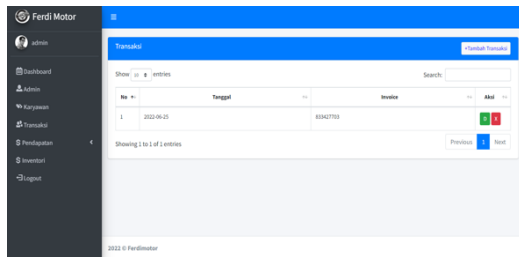 Ferdi Motor
admin
Dashboard
Admin
Karyawan
Transaksi
Pendapatan
Inventori
Logout
Transaksi
+Tambah Transaksi
Show 10 entries
Search:
No Tanggal Invoice Aksi
1 2022-06-25 833427703 D X
Showing 1 to 1 of 1 entries
Previous 1 Next
2022 © Ferdimotor